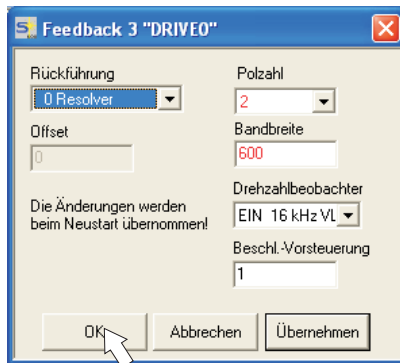 Feedback 3 "DRIVE0"
Rückführung
0 Resolver
Offset
0
Die Änderungen werden
beim Neustart übernommen!
Polzahl
2
Bandbreite
600
Drehzahlbeobachter
EIN 16 kHz VL
Beschl.-Vorsteuerung
1
OK
Abbrechen
Übernehmen